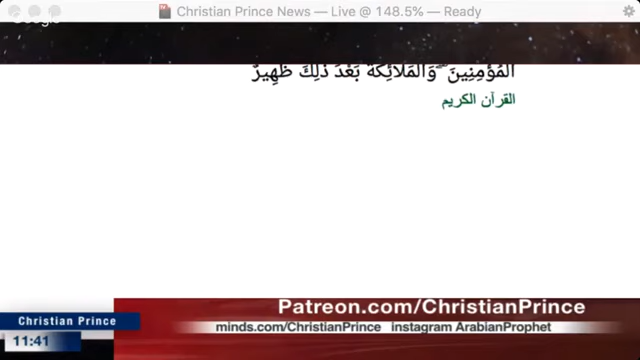 Christian Prince News — Live @ 148.5% — Ready
الْمُؤْمِنِينَ ۖ وَالْمَلَائِكَةُ بَعْدَ ذَٰلِكَ ظَهِيرٌ
القرآن الكريم
Patreon.com/ChristianPrince
Christian Prince
minds.com/ChristianPrince instagram ArabianProphet
11:41